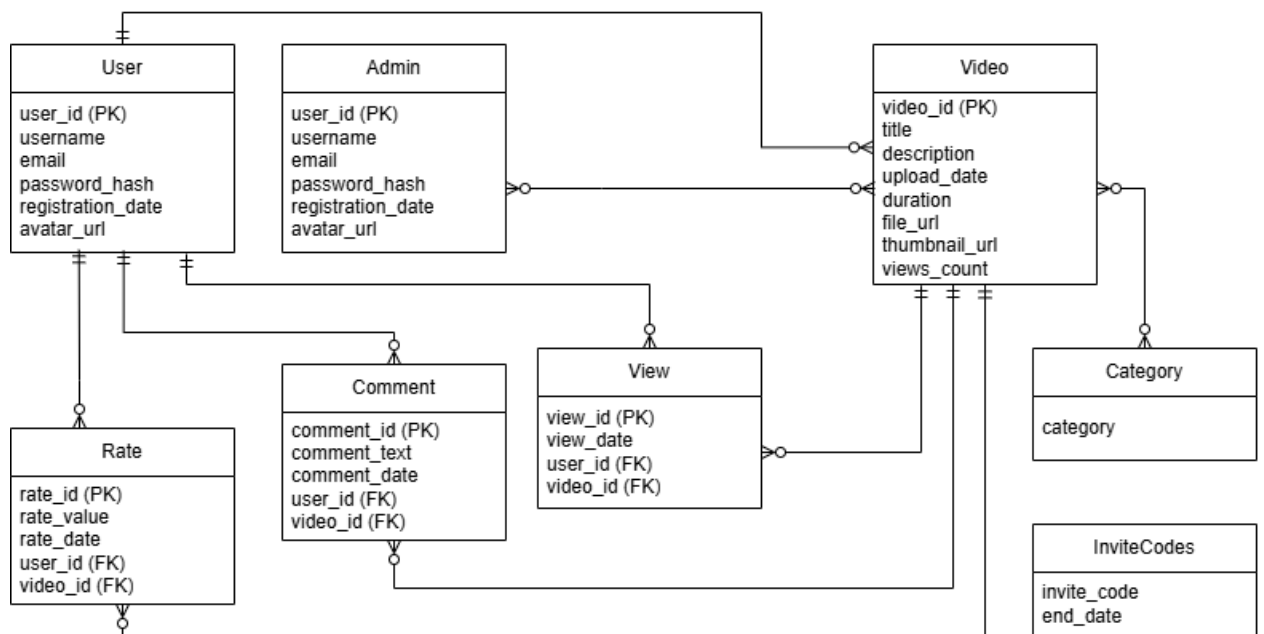 User
user_id (PK)
username
email
password_hash
registration_date
avatar_url
Admin
user_id (PK)
username
email
password_hash
registration_date
avatar_url
Video
video_id (PK)
title
description
upload_date
duration
file_url
thumbnail_url
views_count
Rate
rate_id (PK)
rate_value
rate_date
user_id (FK)
video_id (FK)
Comment
comment_id (PK)
comment_text
comment_date
user_id (FK)
video_id (FK)
View
view_id (PK)
view_date
user_id (FK)
video_id (FK)
Category
category
InviteCodes
invite_code
end_date